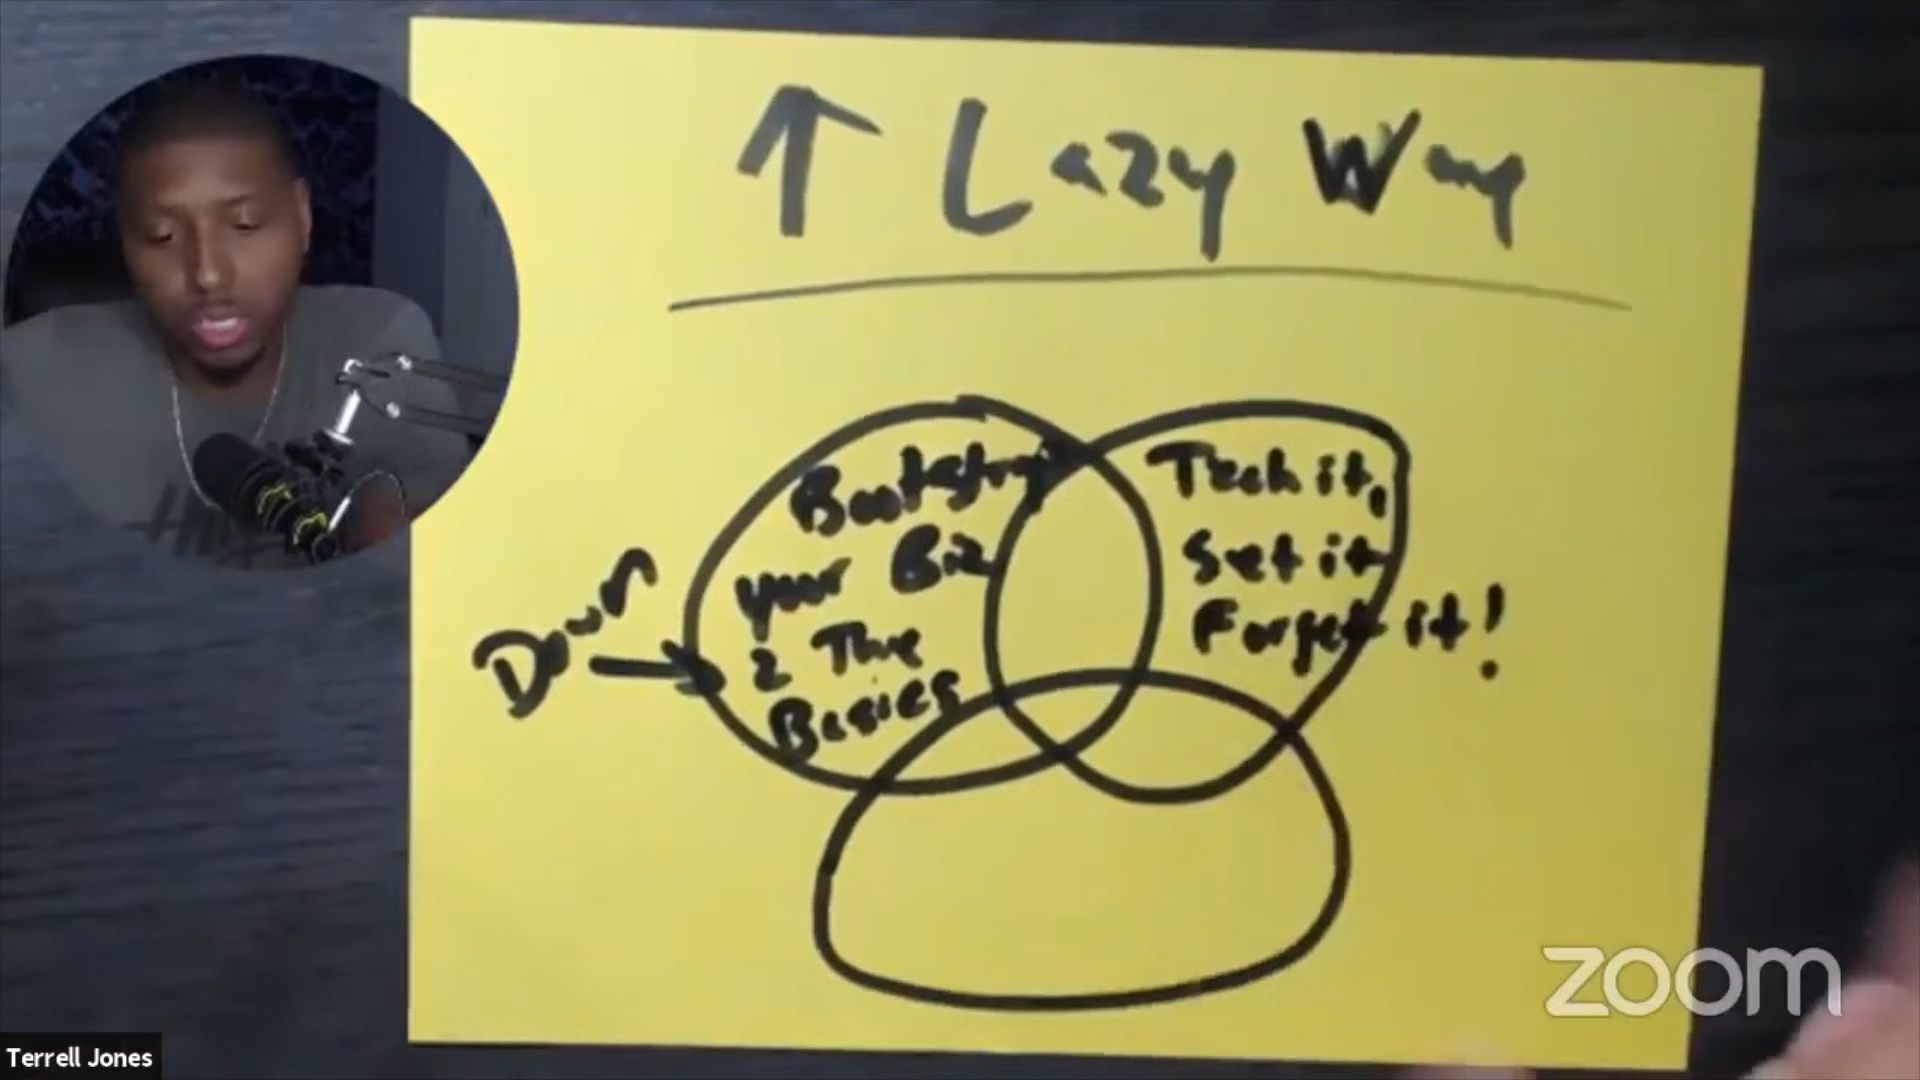 ↑ Lazy Way
Bootstrap
your Biz
2 The
Basics
Tech it,
Set it
Forget it!
Down
zoom
Terrell Jones